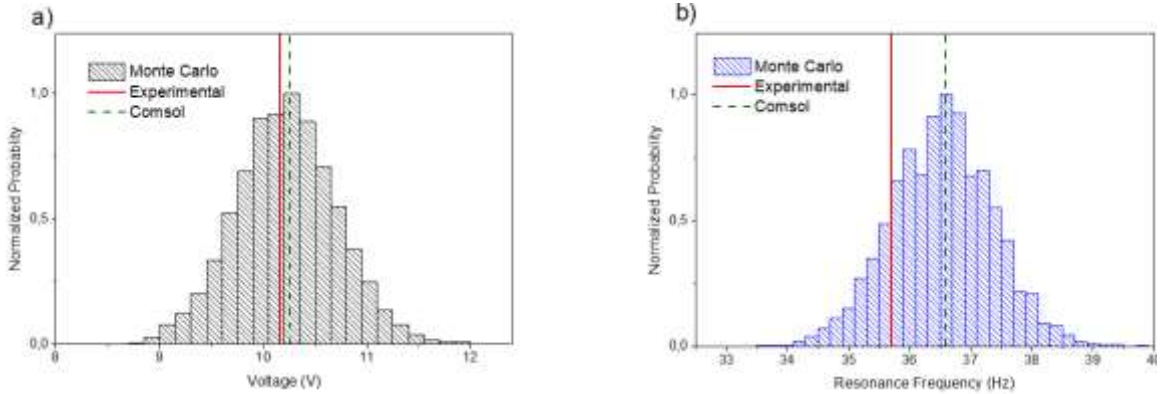 a)
Monte Carlo
Experimental
Comsol
Normalized Probablity
1,0
0,5
0,0
8 9 10 11 12
Voltage (V)
b)
Monte Carlo
Experimental
Comsol
Normalized Probability
1,0
0,5
0,0
33 34 35 36 37 38 39 40
Resonance Frequency (Hz)